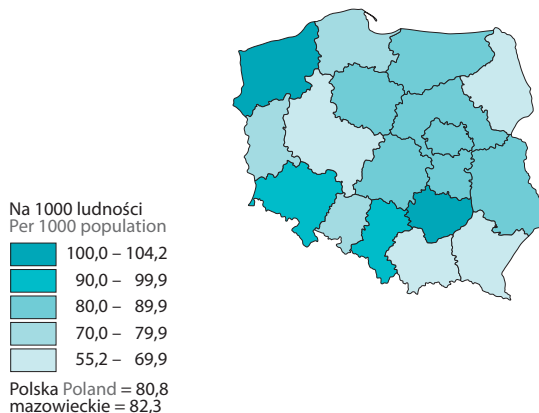 Na 1000 ludności
Per 1000 population
100,0 – 104,2
90,0 – 99,9
80,0 – 89,9
70,0 – 79,9
55,2 – 69,9
Polska Poland = 80,8
mazowieckie = 82,3